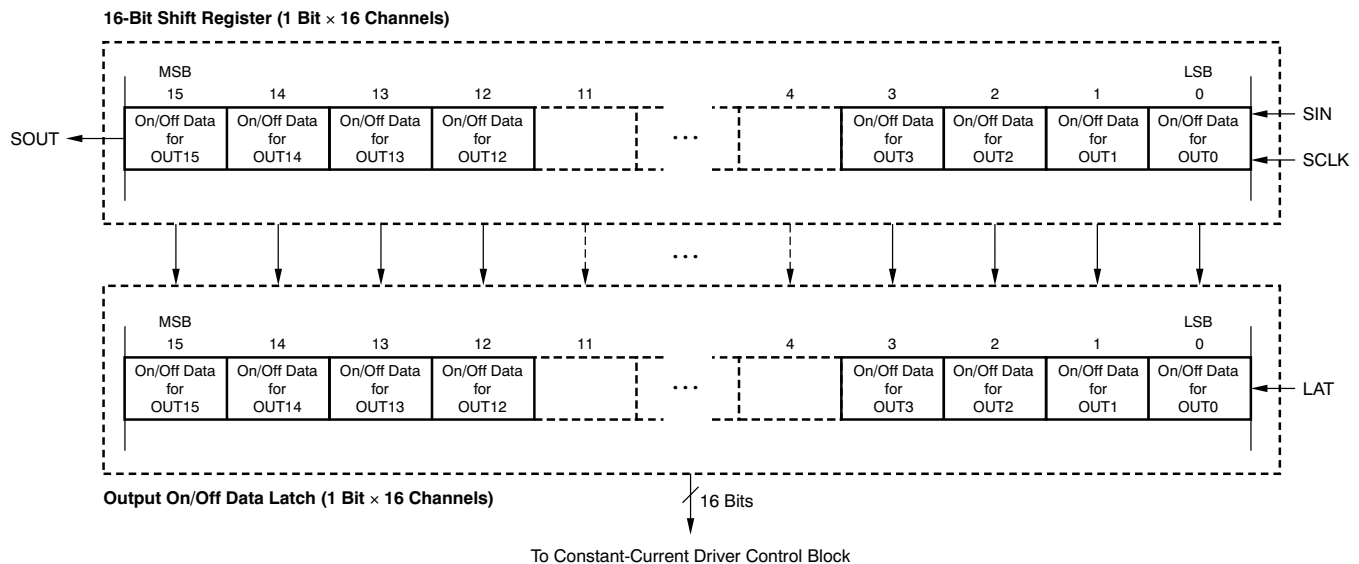 16-Bit Shift Register (1 Bit × 16 Channels)
MSB LSB
15 14 13 12 11 4 3 2 1 0
SOUT
On/Off Data for OUT15
On/Off Data for OUT14
On/Off Data for OUT13
On/Off Data for OUT12
...
On/Off Data for OUT3
On/Off Data for OUT2
On/Off Data for OUT1
On/Off Data for OUT0
SIN
SCLK
...
MSB LSB
15 14 13 12 11 4 3 2 1 0
On/Off Data for OUT15
On/Off Data for OUT14
On/Off Data for OUT13
On/Off Data for OUT12
...
On/Off Data for OUT3
On/Off Data for OUT2
On/Off Data for OUT1
On/Off Data for OUT0
LAT
Output On/Off Data Latch (1 Bit × 16 Channels)
16 Bits
To Constant-Current Driver Control Block